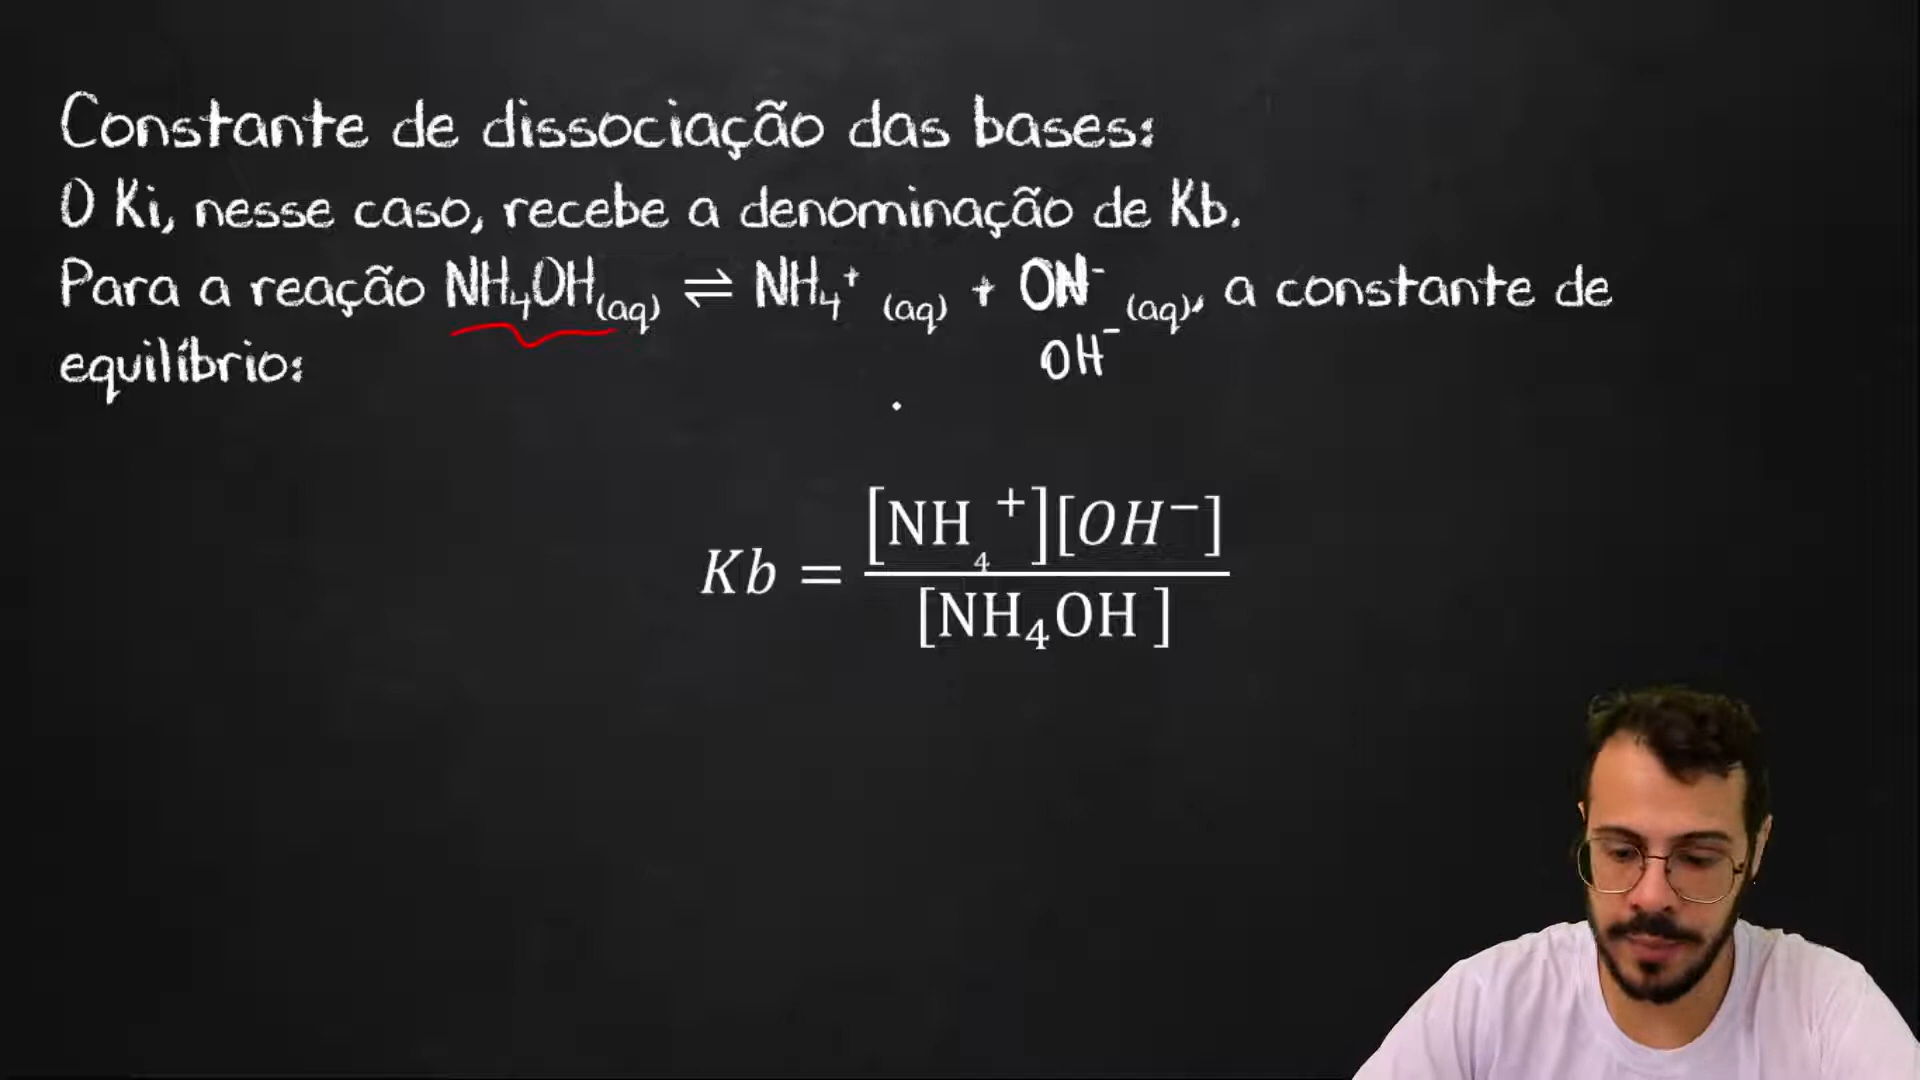 Constante de dissociação das bases:
O Ki, nesse caso, recebe a denominação de Kb.
Para a reação NH₄OH(aq) ⇌ NH₄⁺ (aq) + ON⁻ (aq), a constante de
OH⁻
equilíbrio:
Kb = [NH₄⁺][OH⁻] / [NH₄OH]